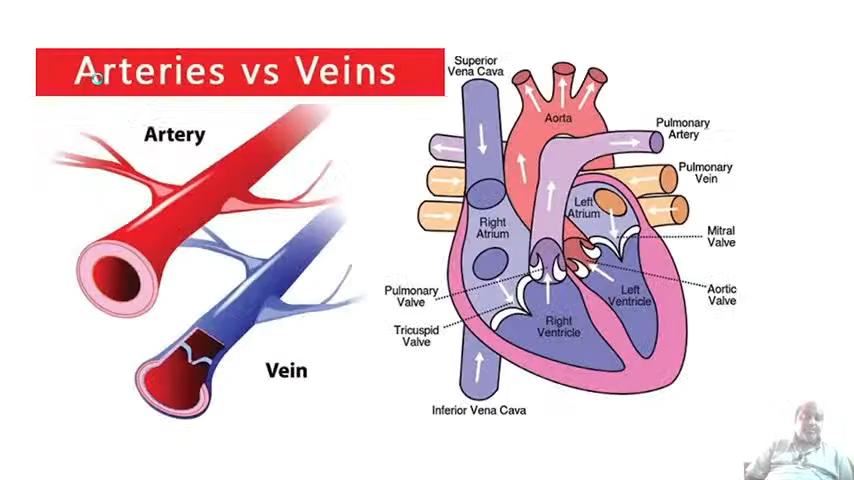 Arteries vs Veins
Artery
Vein
Superior
Vena Cava
Aorta
Pulmonary
Artery
Pulmonary
Vein
Left
Atrium
Right
Atrium
Mitral
Valve
Pulmonary
Valve
Left
Ventricle
Aortic
Valve
Tricuspid
Valve
Right
Ventricle
Inferior Vena Cava